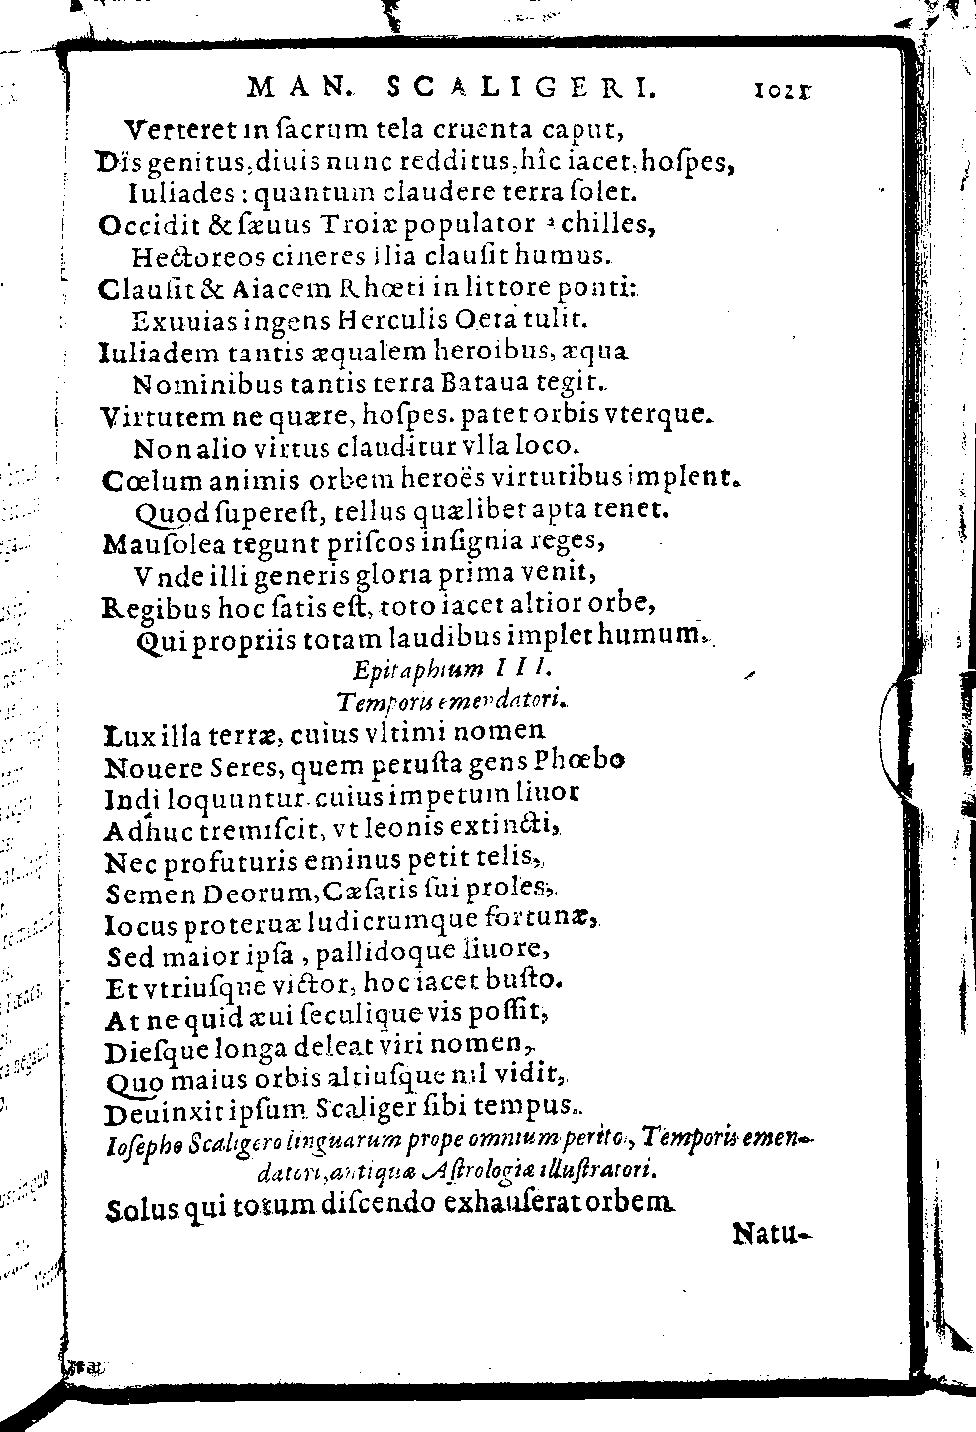 MAN. SCALIGERI. 1021
Verteret in ſacrum tela cruenta caput,
Dîs genitus, diuis nunc redditus, hîc iacet, hoſpes,
Iuliades : quantum claudere terra ſolet.
Occidit & ſæuus Troiæ populator Achilles,
Hectoreos cineres ilia clauſit humus.
Clauſit & Aiacem Rhœti in littore ponti:
Exuuias ingens Herculis Oeta tulit.
Iuliadem tantis æqualem heroibus, æqua
Nominibus tantis terra Bataua tegit.
Virtutem ne quære, hoſpes. patet orbis vterque.
Non alio virtus clauditur vlla loco.
Cœlum animis orbem heroës virtutibus implent.
Quod ſupereſt, tellus quælibet apta tenet.
Mauſolea tegunt priſcos inſignia reges,
Vnde illi generis gloria prima venit,
Regibus hoc ſatis eſt, toto iacet altior orbe,
Qui propriis totam laudibus implet humum.
Epitaphium III.
Temporis emendatori.
Lux illa terræ, cuius vltimi nomen
Nouere Seres, quem peruſta gens Phœbo
Indi loquuntur. cuius impetum liuor
Adhuc tremiſcit, vt leonis extincti,
Nec profuturis eminus petit telis,
Semen Deorum, Cæſaris ſui proles,
Iocus proteruæ ludicrumque fortunæ,
Sed maior ipſa, pallidoque liuore,
Et vtriuſque victor, hoc iacet buſto.
At ne quid æui ſeculique vis poſſit,
Dieſque longa deleat viri nomen,
Quo maius orbis altiuſque nil vidit,
Deuinxit ipſum Scaliger ſibi tempus.
Ioſepho Scaligero linguarum prope omnium perito, Temporis emen-
datori, antiquæ Aſtrologiæ illuſtratori.
Solus qui totum diſcendo exhauſerat orbem
Natu-